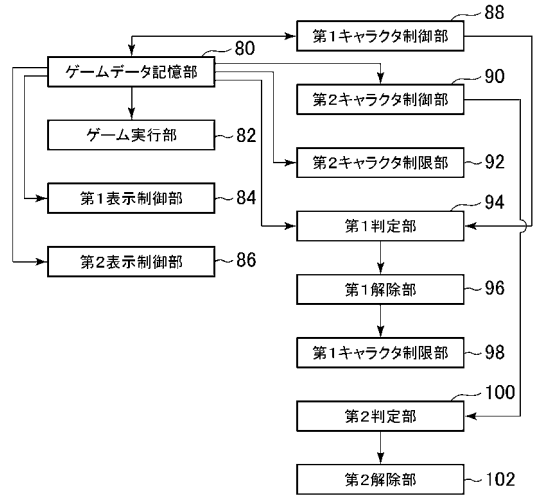 第1キャラクタ制御部
88
ゲームデータ記憶部
80
第2キャラクタ制御部
90
ゲーム実行部
82
第2キャラクタ制限部
92
第1表示制御部
84
第1判定部
94
第2表示制御部
86
第1解除部
96
第1キャラクタ制限部
98
第2判定部
100
第2解除部
102